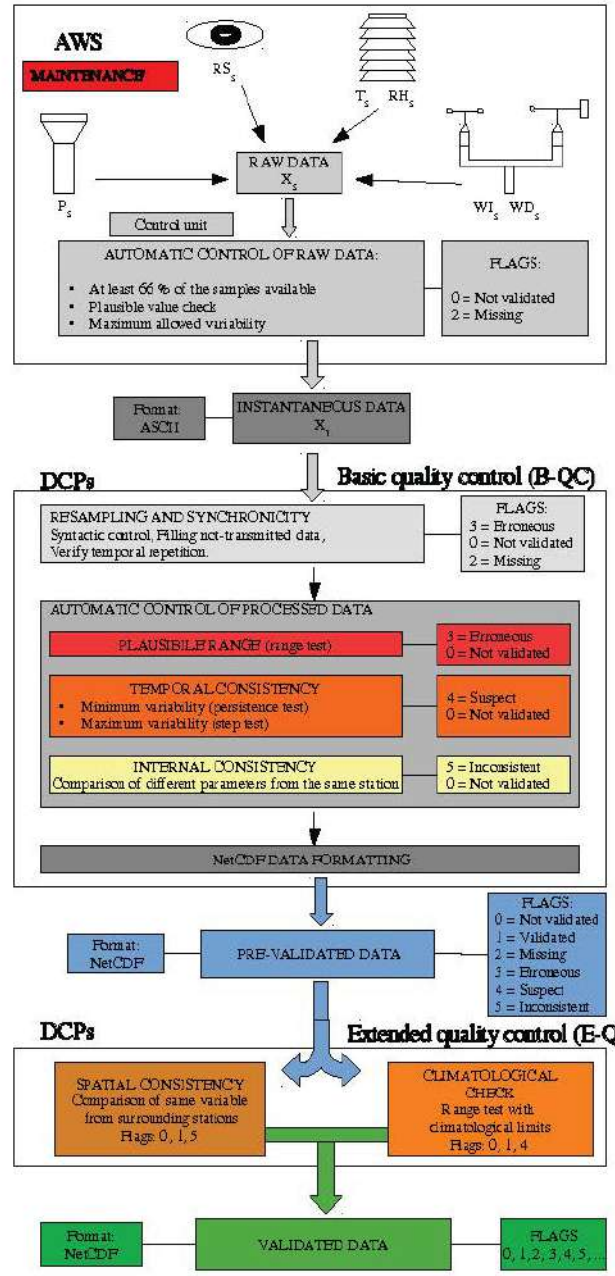 AWS
MAINTENANCE
RS_s
T_s RH_s
P_s
RAW DATA
X_s
WI_s WD_s
Control unit
AUTOMATIC CONTROL OF RAW DATA:
• At least 66 % of the samples available
• Plausible value check
• Maximum allowed variability
FLAGS:
0 = Not validated
2 = Missing
Format:
ASCII
INSTANTANEOUS DATA
X_i
DCPs
Basic quality control (B-QC)
RESAMPLING AND SYNCHRONICITY
Syntactic control, Filling not-transmitted data,
Verify temporal repetition.
FLAGS:
3 = Erroneous
0 = Not validated
2 = Missing
AUTOMATIC CONTROL OF PROCESSED DATA
PLAUSIBILE RANGE (range test)
3 = Erroneous
0 = Not validated
TEMPORAL CONSISTENCY
• Minimum variability (persistence test)
• Maximum variability (step test)
4 = Suspect
0 = Not validated
INTERNAL CONSISTENCY
Comparison of different parameters from the same station
5 = Inconsistent
0 = Not validated
NetCDF DATA FORMATTING
Format:
NetCDF
PRE-VALIDATED DATA
FLAGS:
0 = Not validated
1 = Validated
2 = Missing
3 = Erroneous
4 = Suspect
5 = Inconsistent
DCPs
Extended quality control (E-Q
SPATIAL CONSISTENCY
Comparison of same variable
from surrounding stations
Flags: 0, 1, 5
CLIMATOLOGICAL
CHECK
Range test with
climatological limits
Flags: 0, 1, 4
Format:
NetCDF
VALIDATED DATA
FLAGS
0, 1, 2, 3, 4, 5, ...